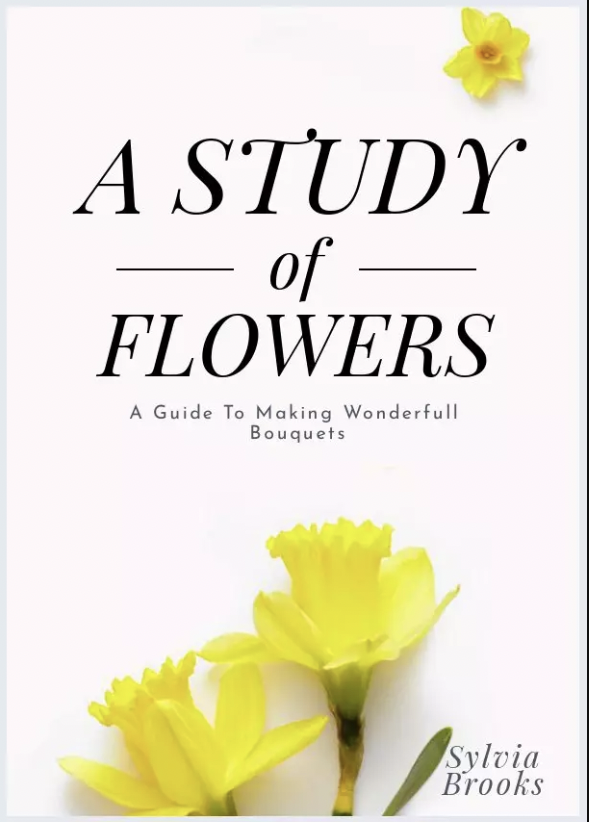 A STUDY
of
FLOWERS
A Guide To Making Wonderfull
Bouquets
Sylvia
Brooks